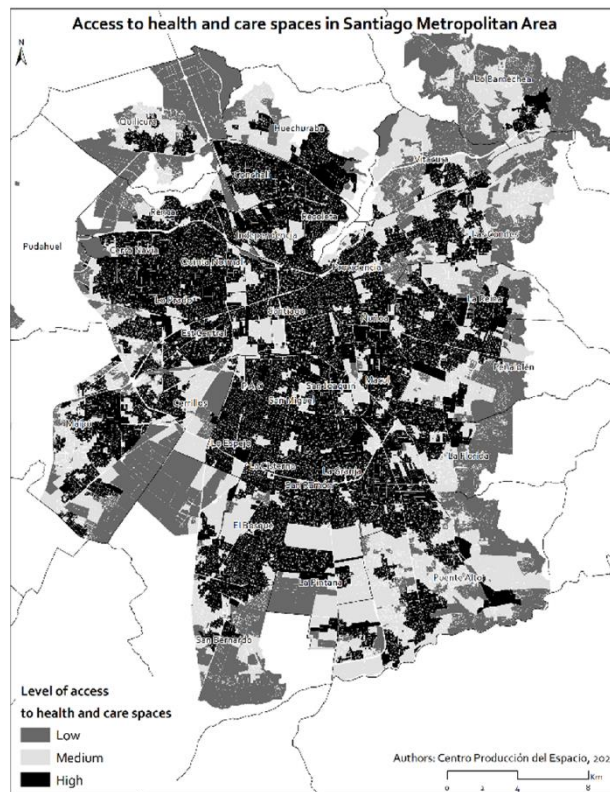 Access to health and care spaces in Santiago Metropolitan Area
N
Lo Barnechea
Quilicura
Huechuraba
Vitacura
Conchalí
Renca
Recoleta
Las Condes
Independencia
Pudahuel
Cerro Navia
Quinta Normal
Providencia
Lo Prado
Santiago
La Reina
Ñuñoa
Est Central
Peñalolén
P.A.C
San Joaquín
Macul
Cerrillos
San Miguel
Maipú
Lo Espejo
La Florida
La Cisterna
La Granja
San Ramón
El Bosque
La Pintana
Puente Alto
San Bernardo
Level of access
to health and care spaces
Low
Medium
High
Authors: Centro Producción del Espacio, 202
Km
0 2 4 8